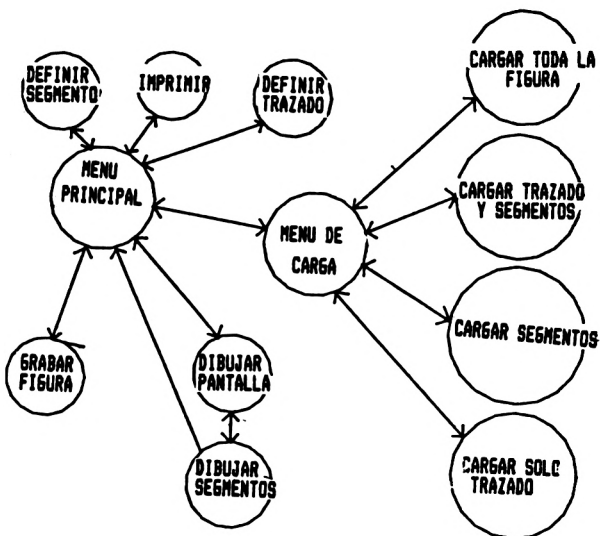 DEFINIR
SEGMENTO
IMPRIMIR
DEFINIR
TRAZADO
CARGAR TODA LA
FIGURA
MENU
PRINCIPAL
CARGAR TRAZADO
Y SEGMENTOS
MENU DE
CARGA
CARGAR SEGMENTOS
GRABAR
FIGURA
DIBUJAR
PANTALLA
DIBUJAR
SEGMENTOS
CARGAR SOLO
TRAZADO